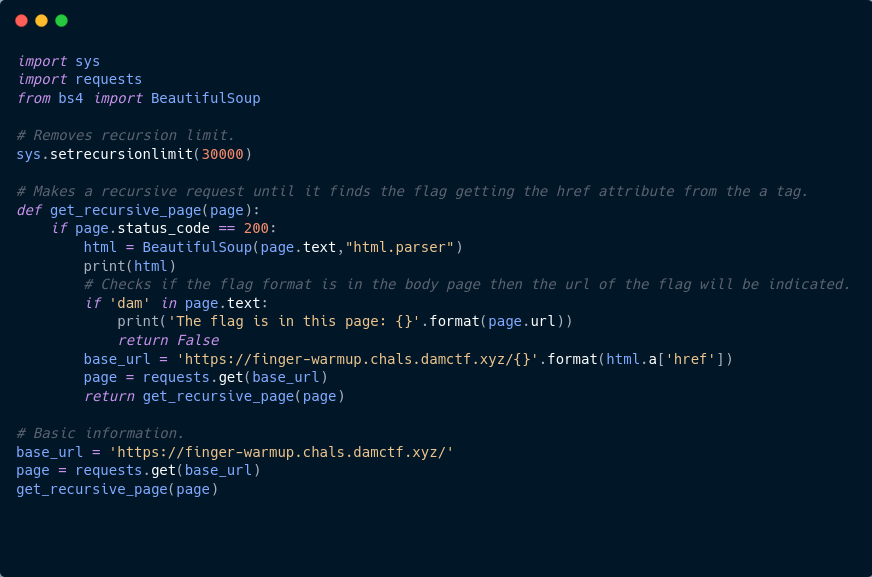 import sys
import requests
from bs4 import BeautifulSoup

# Removes recursion limit.
sys.setrecursionlimit(30000)

# Makes a recursive request until it finds the flag getting the href attribute from the a tag.
def get_recursive_page(page):
    if page.status_code == 200:
        html = BeautifulSoup(page.text,"html.parser")
        print(html)
        # Checks if the flag format is in the body page then the url of the flag will be indicated.
        if 'dam' in page.text:
            print('The flag is in this page: {}'.format(page.url))
            return False
        base_url = 'https://finger-warmup.chals.damctf.xyz/{}'.format(html.a['href'])
        page = requests.get(base_url)
        return get_recursive_page(page)

# Basic information.
base_url = 'https://finger-warmup.chals.damctf.xyz/'
page = requests.get(base_url)
get_recursive_page(page)